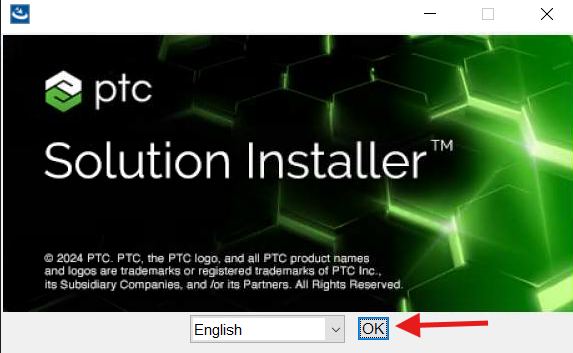 ptc
Solution Installer™
© 2024 PTC. PTC, the PTC logo, and all PTC product names
and logos are trademarks or registered trademarks of PTC Inc.,
its Subsidiary Companies, and /or its Partners. All Rights Reserved.
English
OK